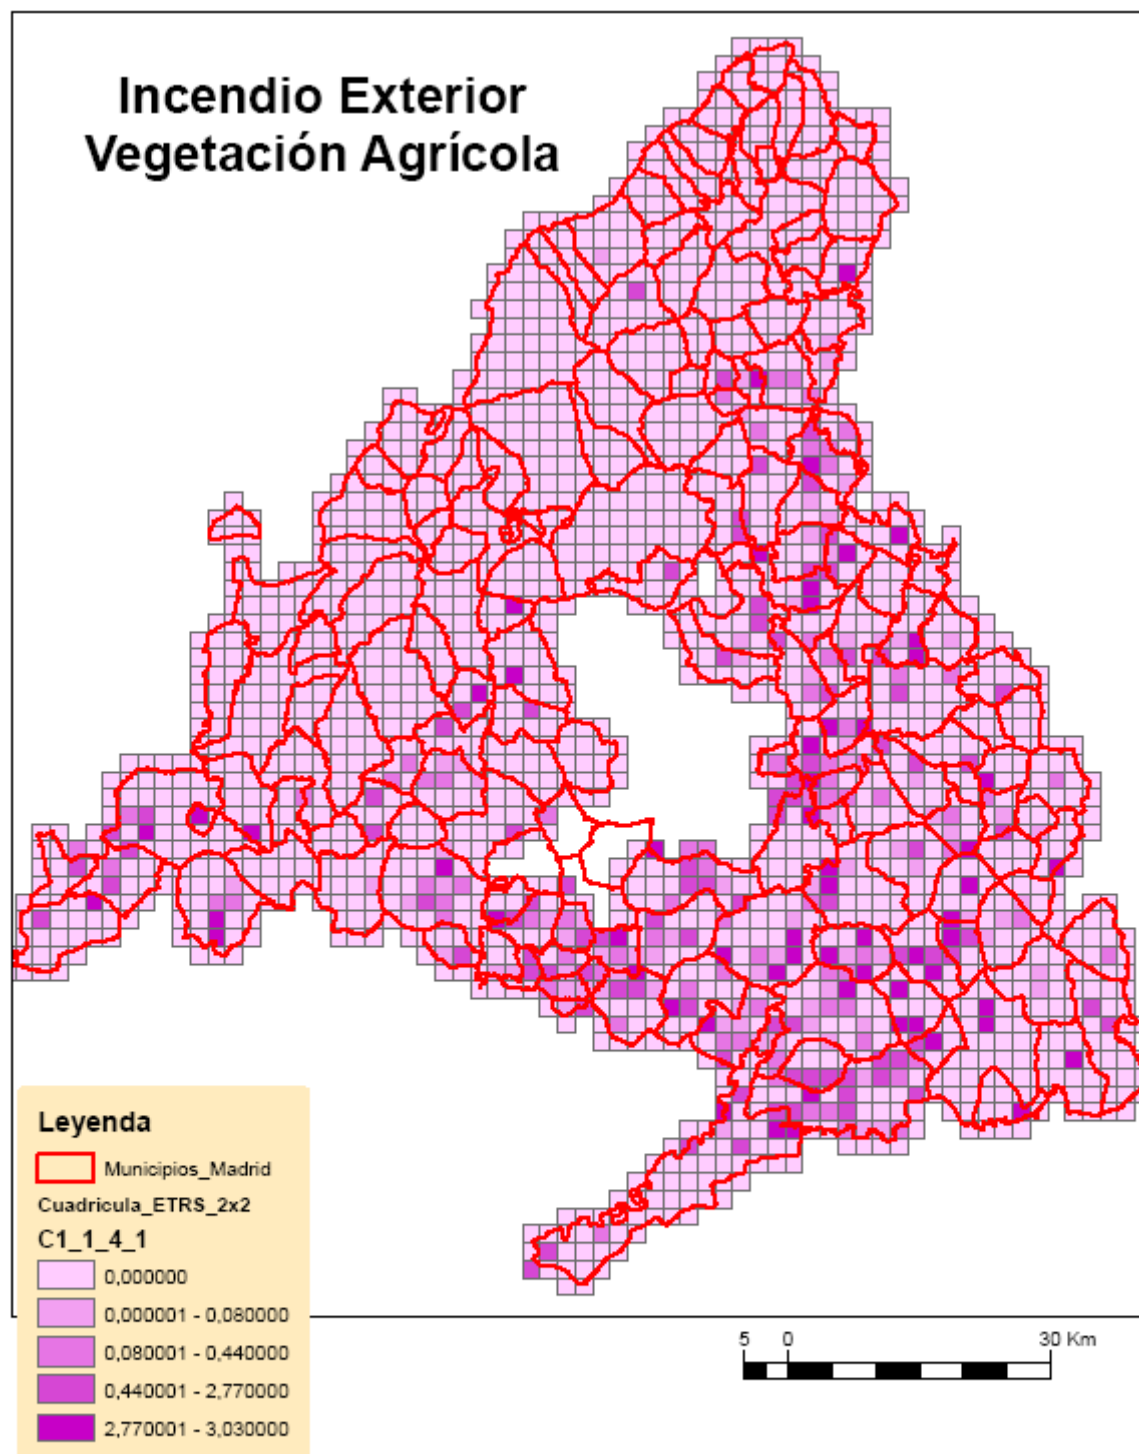 Incendio Exterior
Vegetación Agrícola
Leyenda
Municipios_Madrid
Cuadricula_ETRS_2x2
C1_1_4_1
0,000000
0,000001 - 0,080000
0,080001 - 0,440000
0,440001 - 2,770000
2,770001 - 3,030000
5 0 30 Km